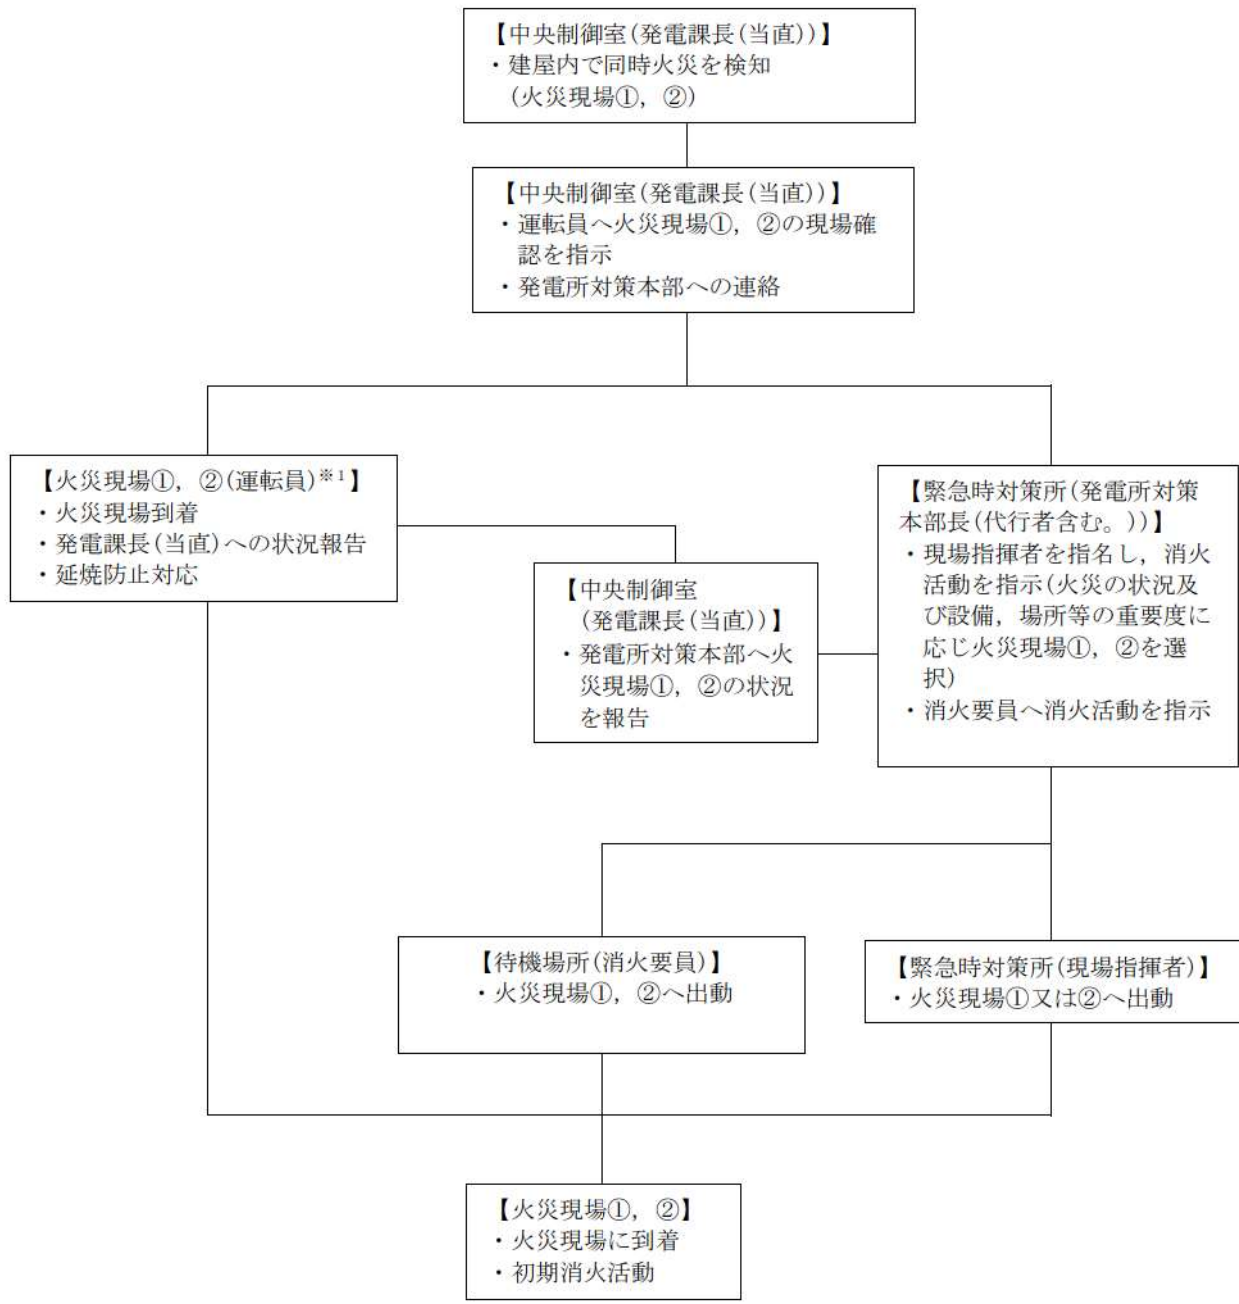 【中央制御室(発電課長(当直))】
・建屋内で同時火災を検知
(火災現場①，②)
【中央制御室(発電課長(当直))】
・運転員へ火災現場①，②の現場確
認を指示
・発電所対策本部への連絡
【火災現場①，②(運転員)※1】
・火災現場到着
・発電課長(当直)への状況報告
・延焼防止対応
【中央制御室
(発電課長(当直))】
・発電所対策本部へ火
災現場①，②の状況
を報告
【緊急時対策所(発電所対策
本部長(代行者含む。))】
・現場指揮者を指名し，消火
活動を指示(火災の状況及
び設備，場所等の重要度に
応じ火災現場①，②を選
択)
・消火要員へ消火活動を指示
【待機場所(消火要員)】
・火災現場①，②へ出動
【緊急時対策所(現場指揮者)】
・火災現場①又は②へ出動
【火災現場①，②】
・火災現場に到着
・初期消火活動